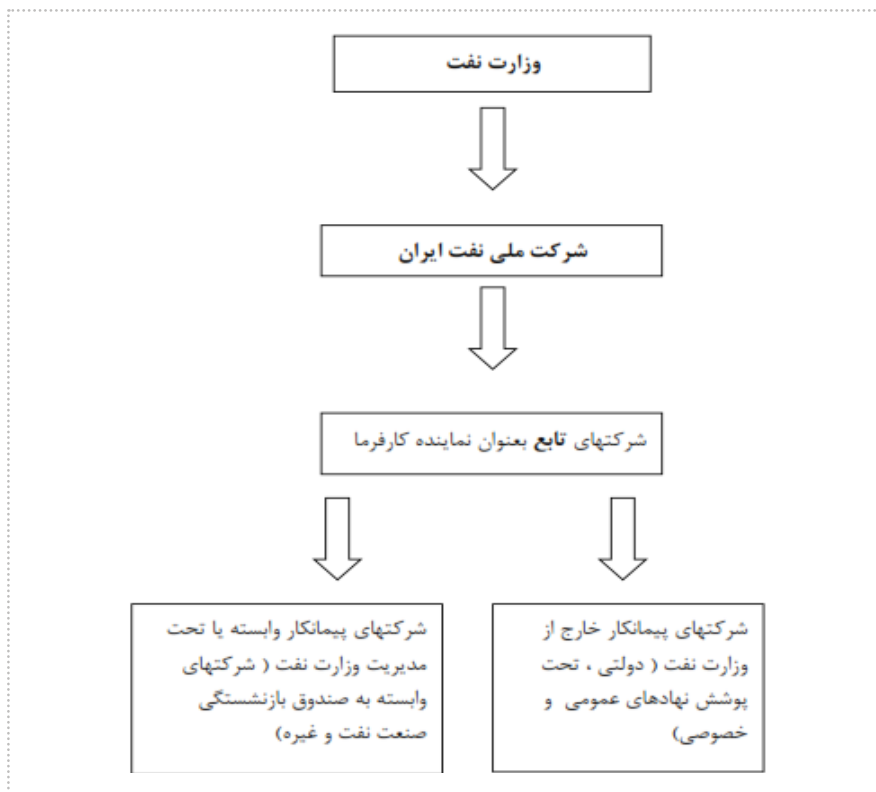 وزارت نفت
شرکت ملی نفت ایران
شرکتهای تابع بعنوان نماینده کارفرما
شرکتهای پیمانکار خارج از
وزارت نفت ( دولتی ، تحت
پوشش نهادهای عمومی و
خصوصی)
شرکتهای پیمانکار وابسته یا تحت
مدیریت وزارت نفت ( شرکتهای
وابسته به صندوق بازنشستگی
صنعت نفت و غیره)